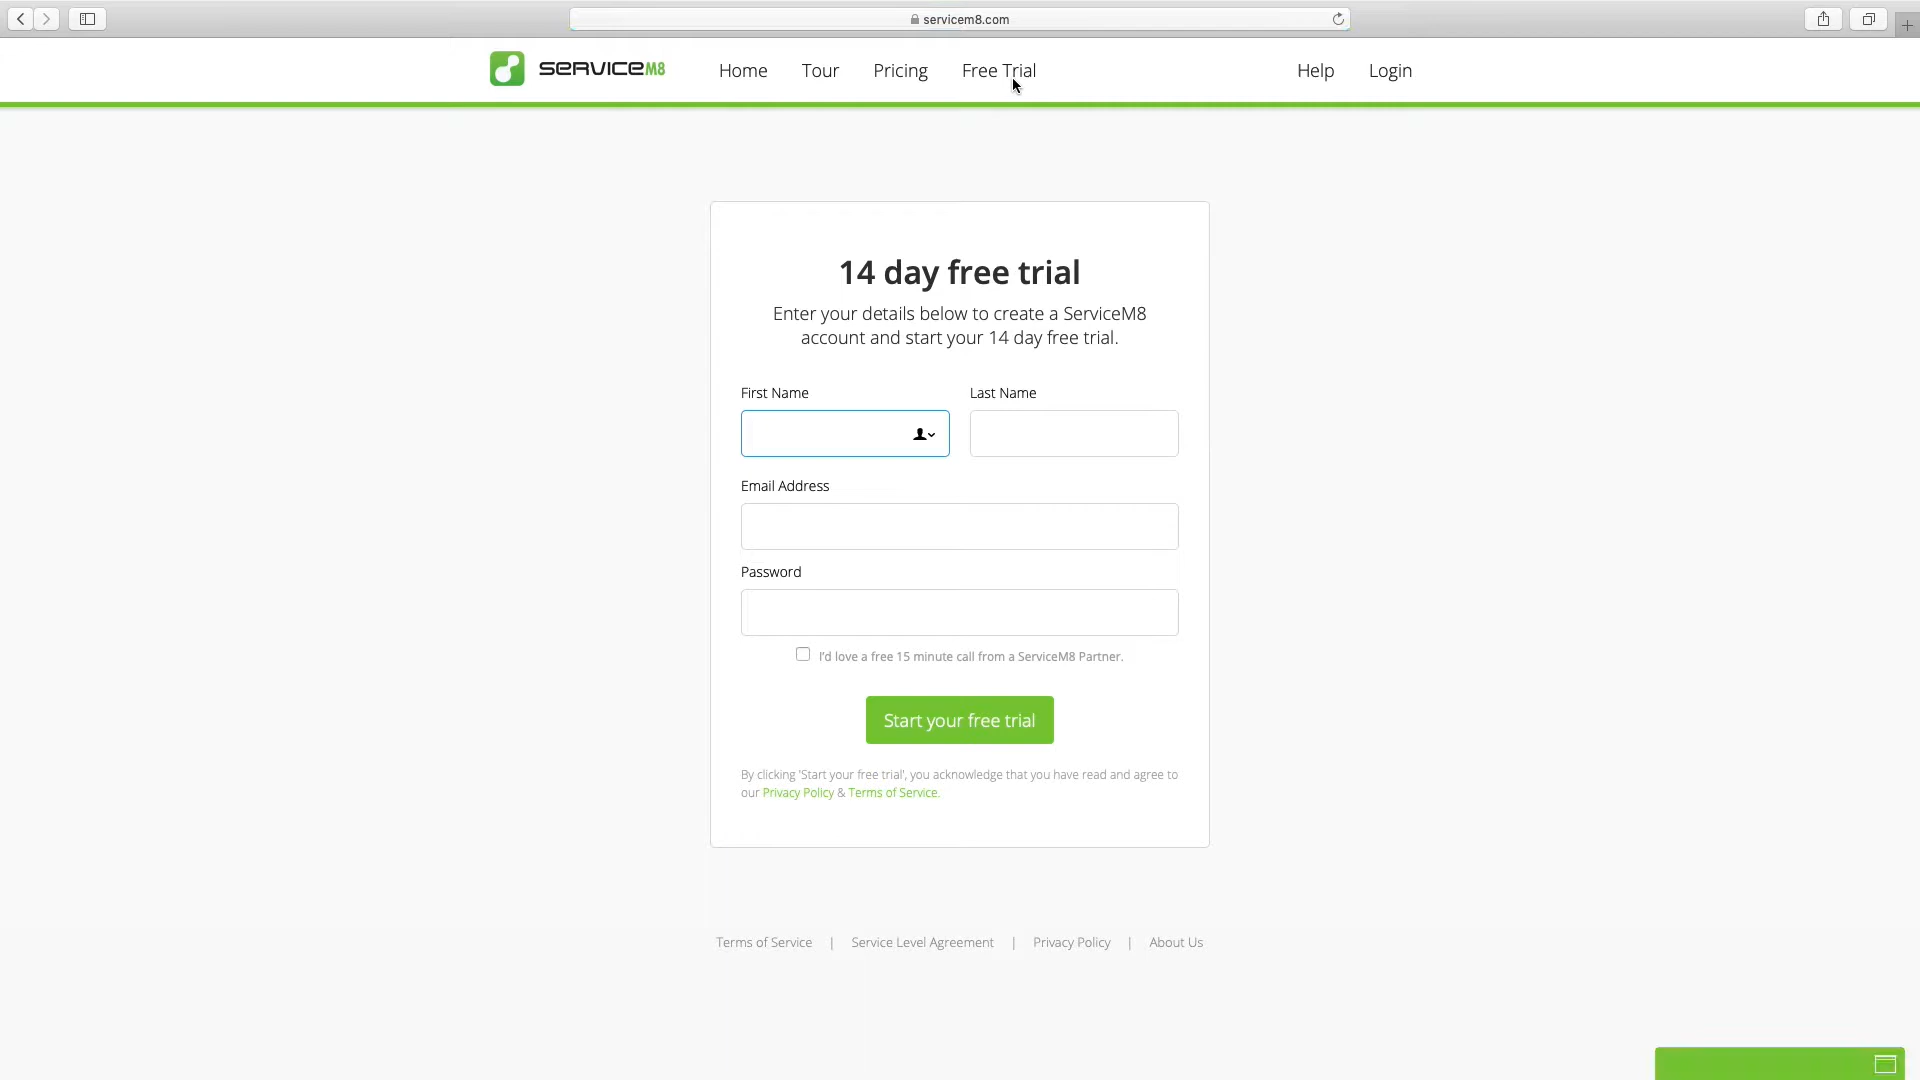 servicem8.com
SERVICEM8
Home
Tour
Pricing
Free Trial
Help
Login
14 day free trial
Enter your details below to create a ServiceM8
account and start your 14 day free trial.
First Name
Last Name
Email Address
Password
I'd love a free 15 minute call from a ServiceM8 Partner.
Start your free trial
By clicking 'Start your free trial', you acknowledge that you have read and agree to
our Privacy Policy & Terms of Service.
Terms of Service | Service Level Agreement | Privacy Policy | About Us